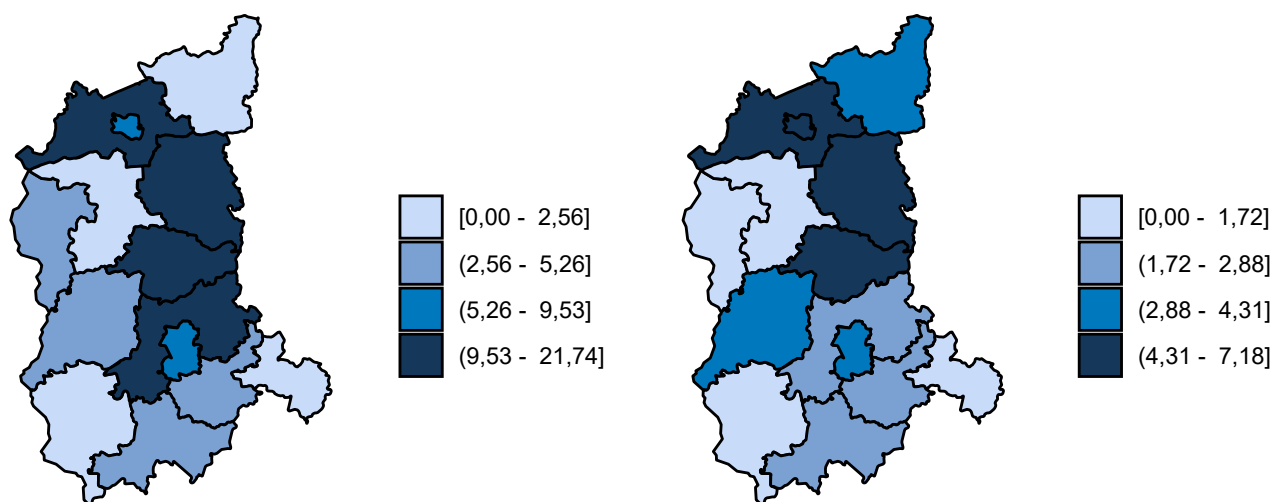 [0,00 - 2,56]
(2,56 - 5,26]
(5,26 - 9,53]
(9,53 - 21,74]
[0,00 - 1,72]
(1,72 - 2,88]
(2,88 - 4,31]
(4,31 - 7,18]